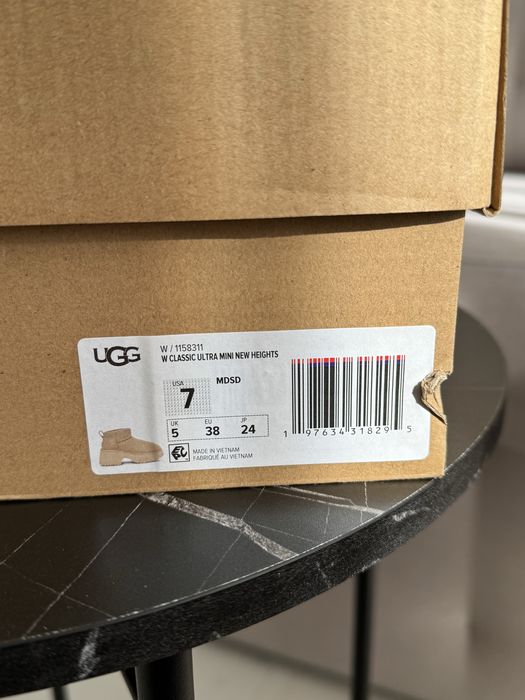 UGG
W / 1158311
W CLASSIC ULTRA MINI NEW HEIGHTS
USA
7
MDSD
UK EU JP
5 38 24
MADE IN VIETNAM
FABRIQUÉ AU VIETNAM
1 97634 31829 5